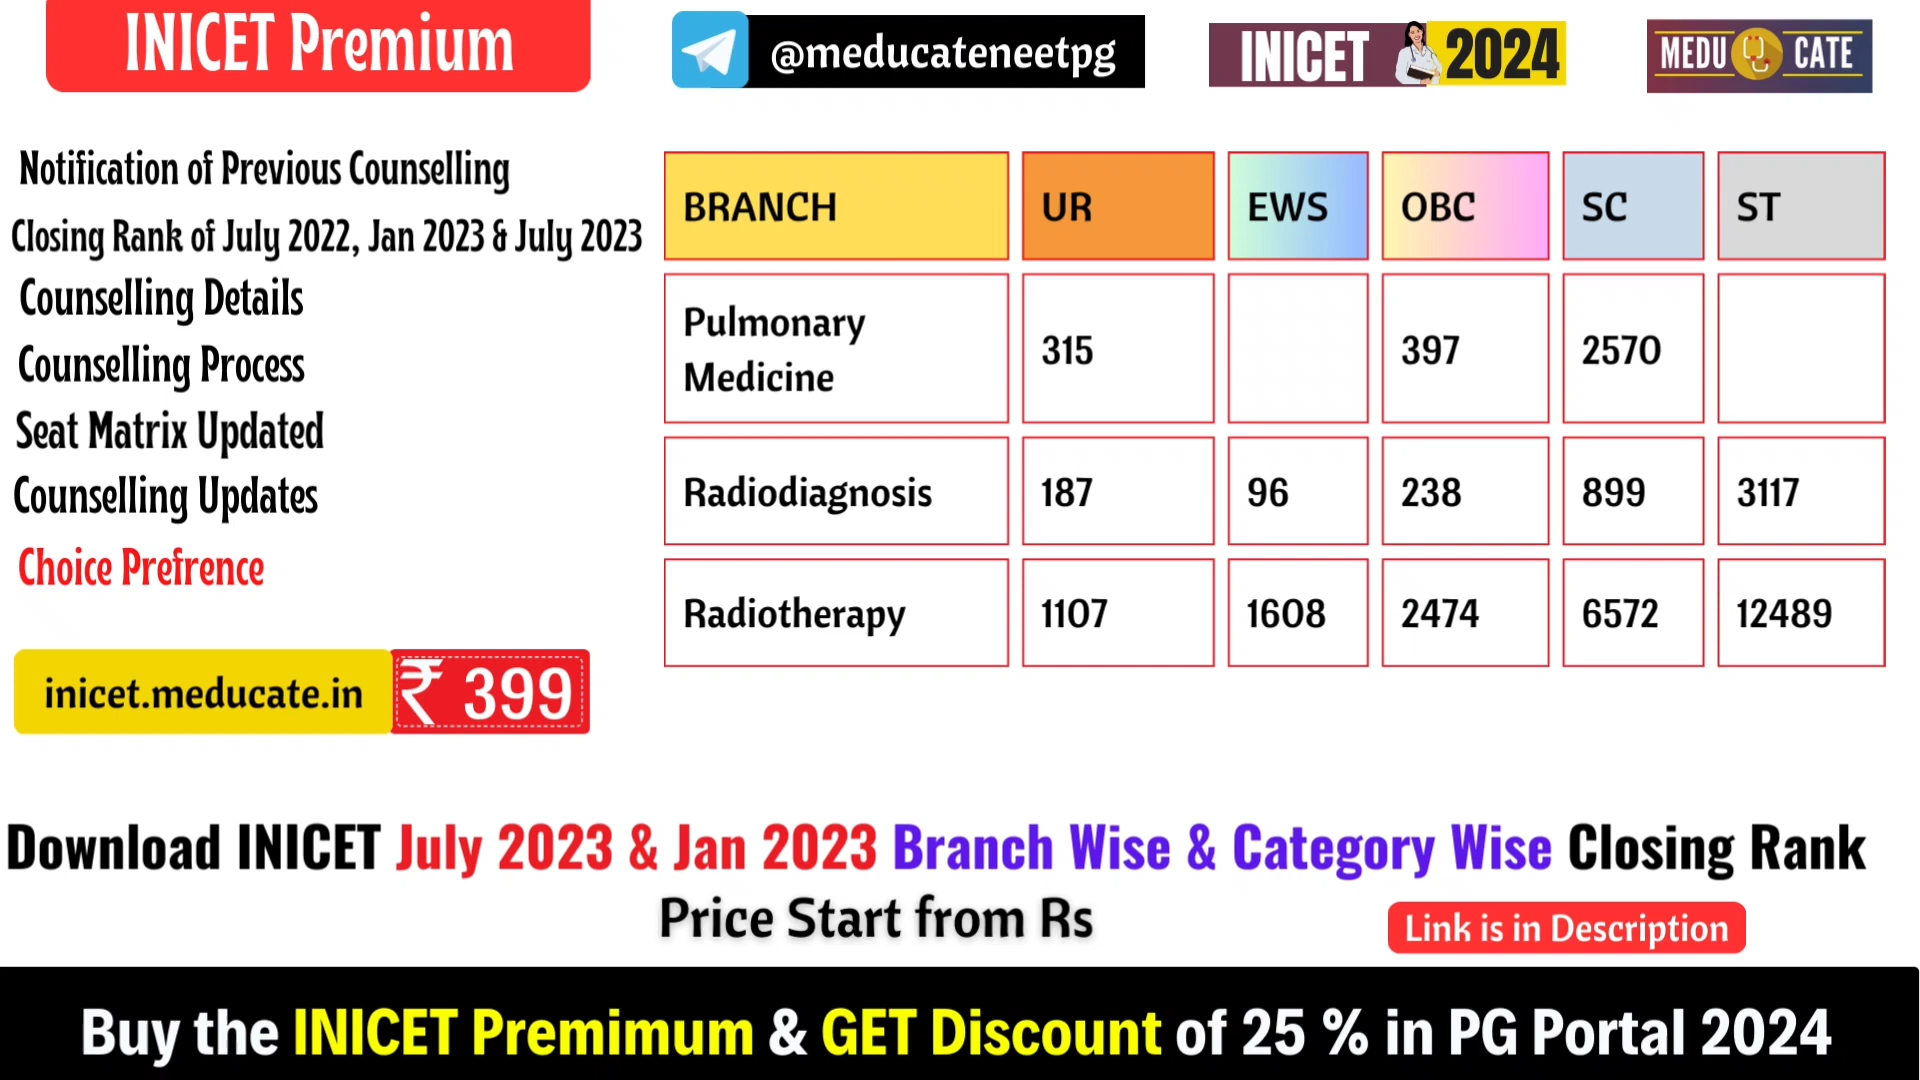 INICET Premium
@meducateneetpg
INICET 2024
MEDU CATE
Notification of Previous Counselling
Closing Rank of July 2022, Jan 2023 & July 2023
Counselling Details
Counselling Process
Seat Matrix Updated
Counselling Updates
Choice Prefrence
inicet.meducate.in ₹ 399
BRANCH UR EWS OBC SC ST
Pulmonary
Medicine 315 397 2570
Radiodiagnosis 187 96 238 899 3117
Radiotherapy 1107 1608 2474 6572 12489
Download INICET July 2023 & Jan 2023 Branch Wise & Category Wise Closing Rank
Price Start from Rs
Link is in Description
Buy the INICET Premimum & GET Discount of 25 % in PG Portal 2024